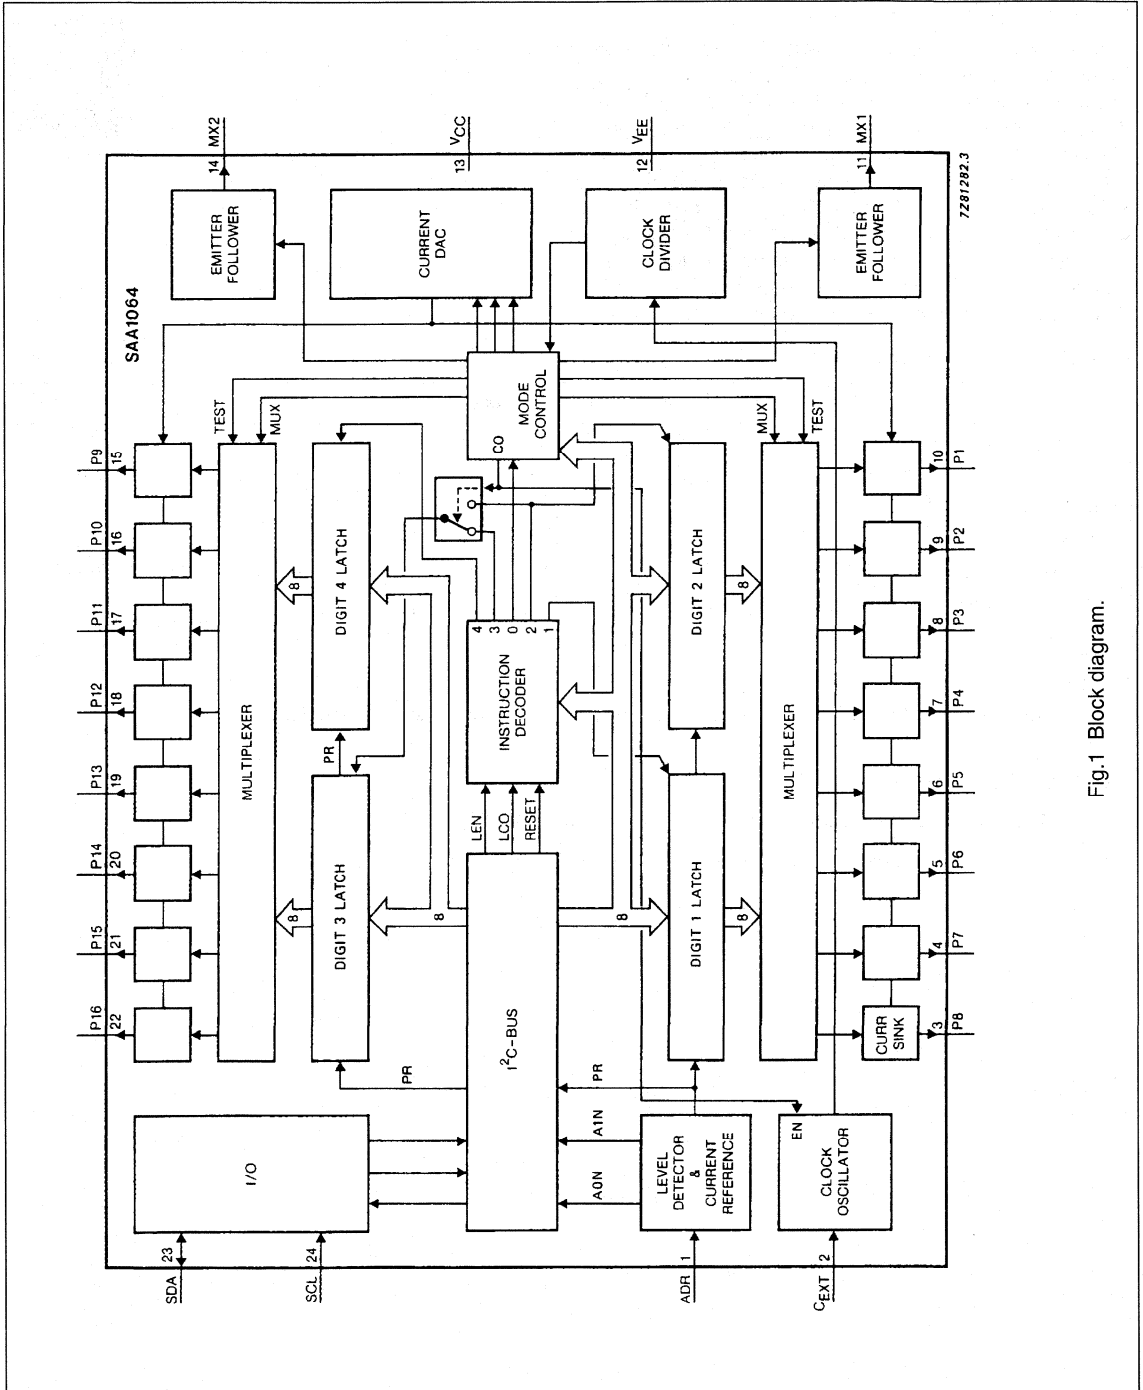 SAA1064
P16
P15
P14
P13
P12
P11
P10
P9
22
21
20
19
18
17
16
15
14 MX2
TEST
MUX
MULTIPLEXER
EMITTER
FOLLOWER
SDA 23
SCL 24
I/O
8
8
DIGIT 3 LATCH
PR
DIGIT 4 LATCH
CURRENT
DAC
13 VCC
PR
8
I²C-BUS
LEN
LCO
RESET
INSTRUCTION
DECODER
4
3
0
2
1
CO
MODE
CONTROL
CLOCK
DIVIDER
12 VEE
A0N
A1N
PR
8
ADR 1
LEVEL
DETECTOR
&
CURRENT
REFERENCE
DIGIT 1 LATCH
DIGIT 2 LATCH
8
8
MUX
TEST
MULTIPLEXER
CEXT 2
EN
CLOCK
OSCILLATOR
EMITTER
FOLLOWER
11 MX1
CURR
SINK
3
4
5
6
7
8
9
10
P8
P7
P6
P5
P4
P3
P2
P1
7Z81282.3
Fig.1 Block diagram.